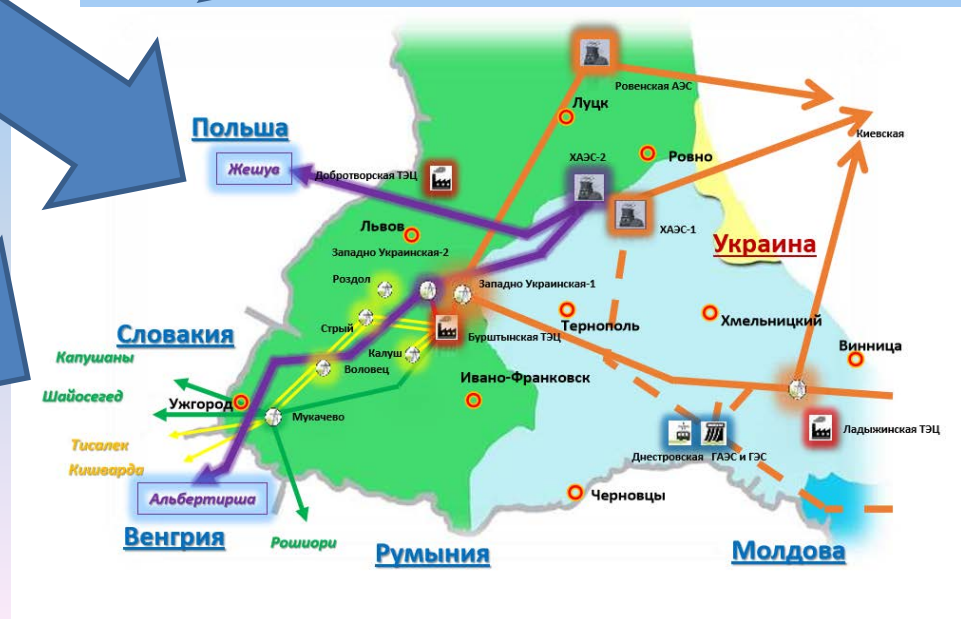 Ровенская АЭС
Луцк
Польша
Киевская
Жешув
Добротворская ТЭЦ
ХАЭС-2
Ровно
ХАЭС-1
Львов
Западно Украинская-2
Украина
Роздол
Западно Украинская-1
Стрый
Бурштынская ТЭЦ
Тернополь
Хмельницкий
Словакия
Калуш
Винница
Капушаны
Воловец
Ивано-Франковск
Шайосегед
Ужгород
Мукачево
Ладыжинская ТЭЦ
Тисалек
Днестровская ГАЭС и ГЭС
Кишварда
Альбертирша
Черновцы
Венгрия
Рошиори
Румыния
Молдова